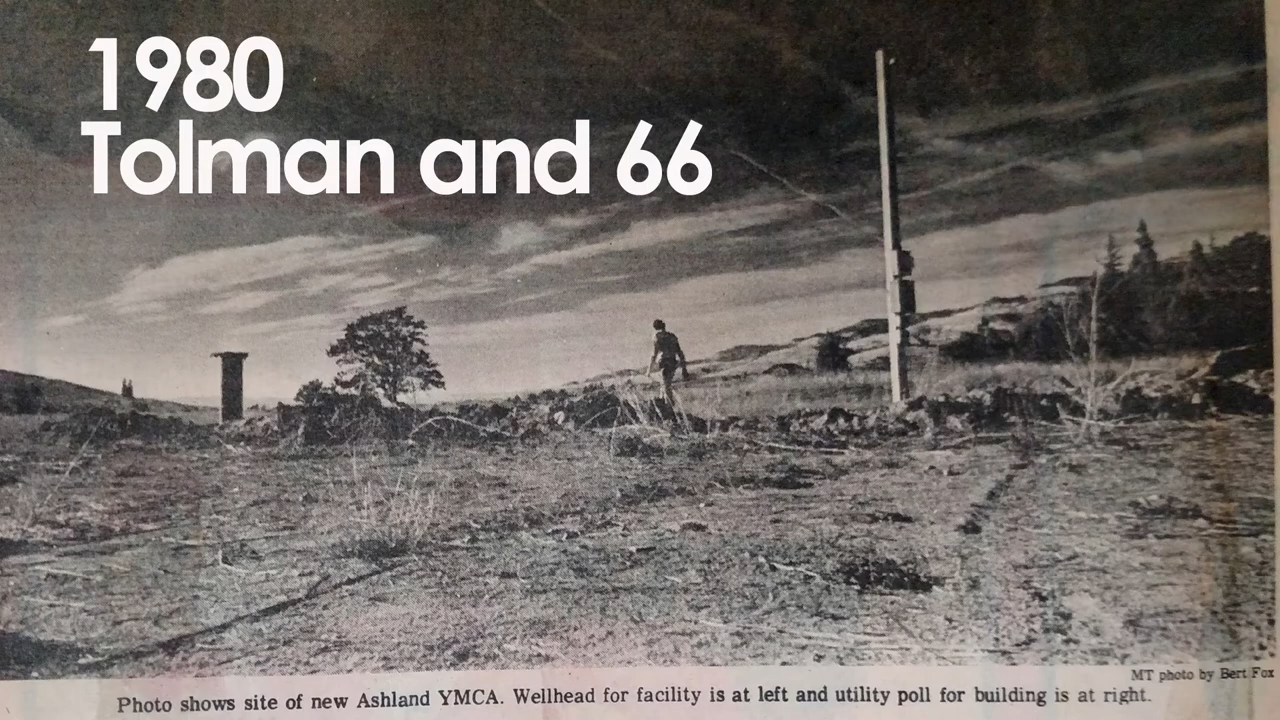 1980
Tolman and 66
MT photo by Bert Fox
Photo shows site of new Ashland YMCA. Wellhead for facility is at left and utility poll for building is at right.